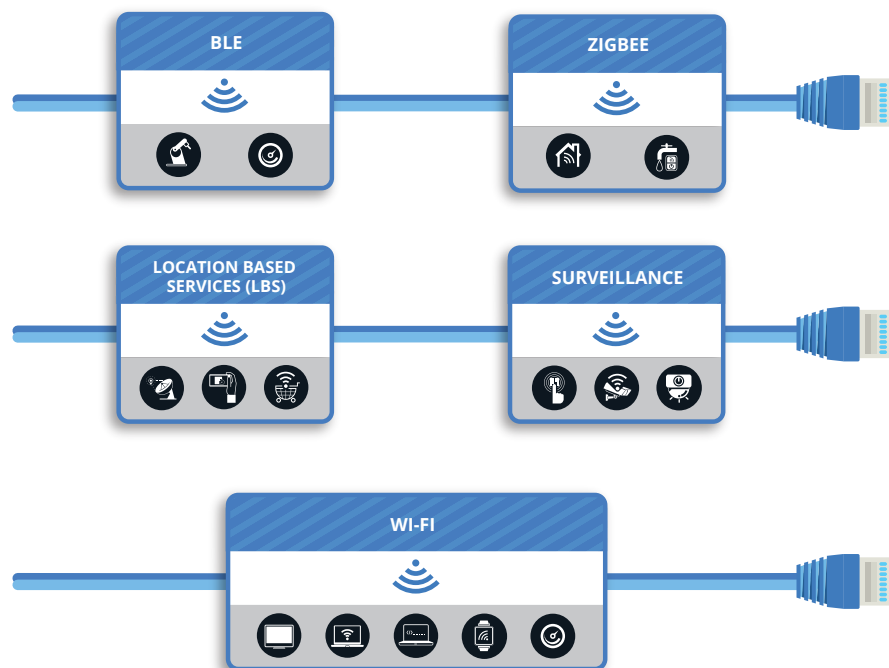 BLE
ZIGBEE
LOCATION BASED
SERVICES (LBS)
SURVEILLANCE
WI-FI